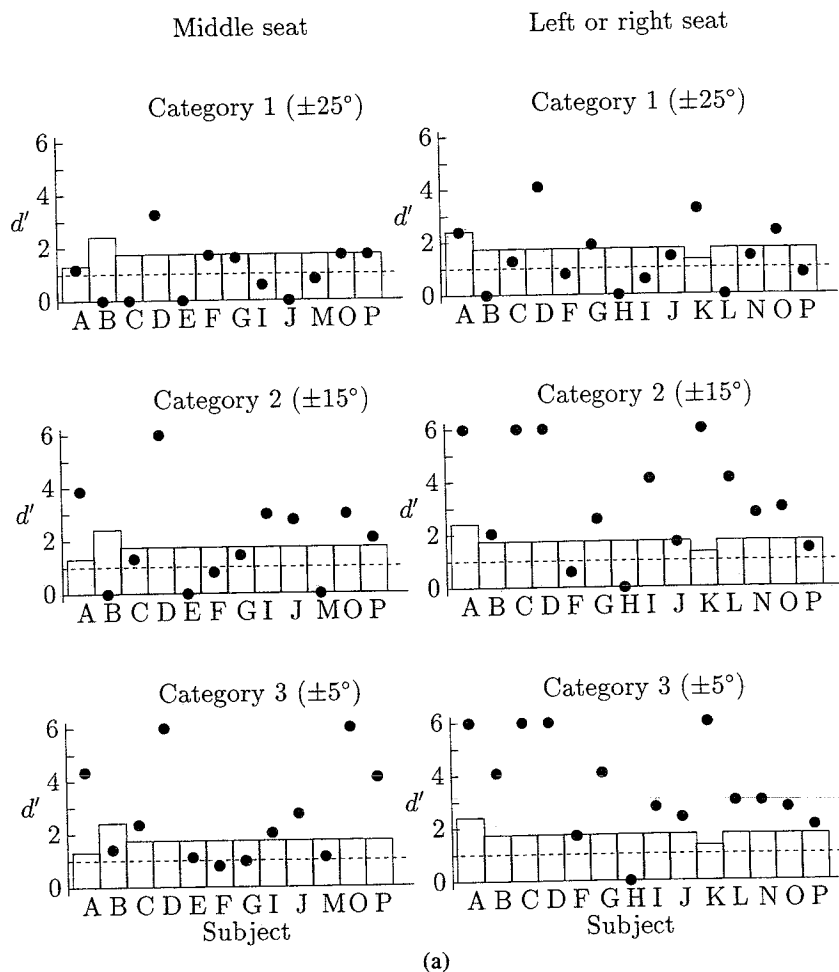 Middle seat
Left or right seat
Category 1 (±25°)
6
4
d′
2
0
A B C D E F G I J M O P
Category 1 (±25°)
6
4
d′
2
0
A B C D F G H I J K L N O P
Category 2 (±15°)
6
4
d′
2
0
A B C D E F G I J M O P
Category 2 (±15°)
6
4
d′
2
0
A B C D F G H I J K L N O P
Category 3 (±5°)
6
4
d′
2
0
A B C D E F G I J M O P
Subject
Category 3 (±5°)
6
4
d′
2
0
A B C D F G H I J K L N O P
Subject
(a)